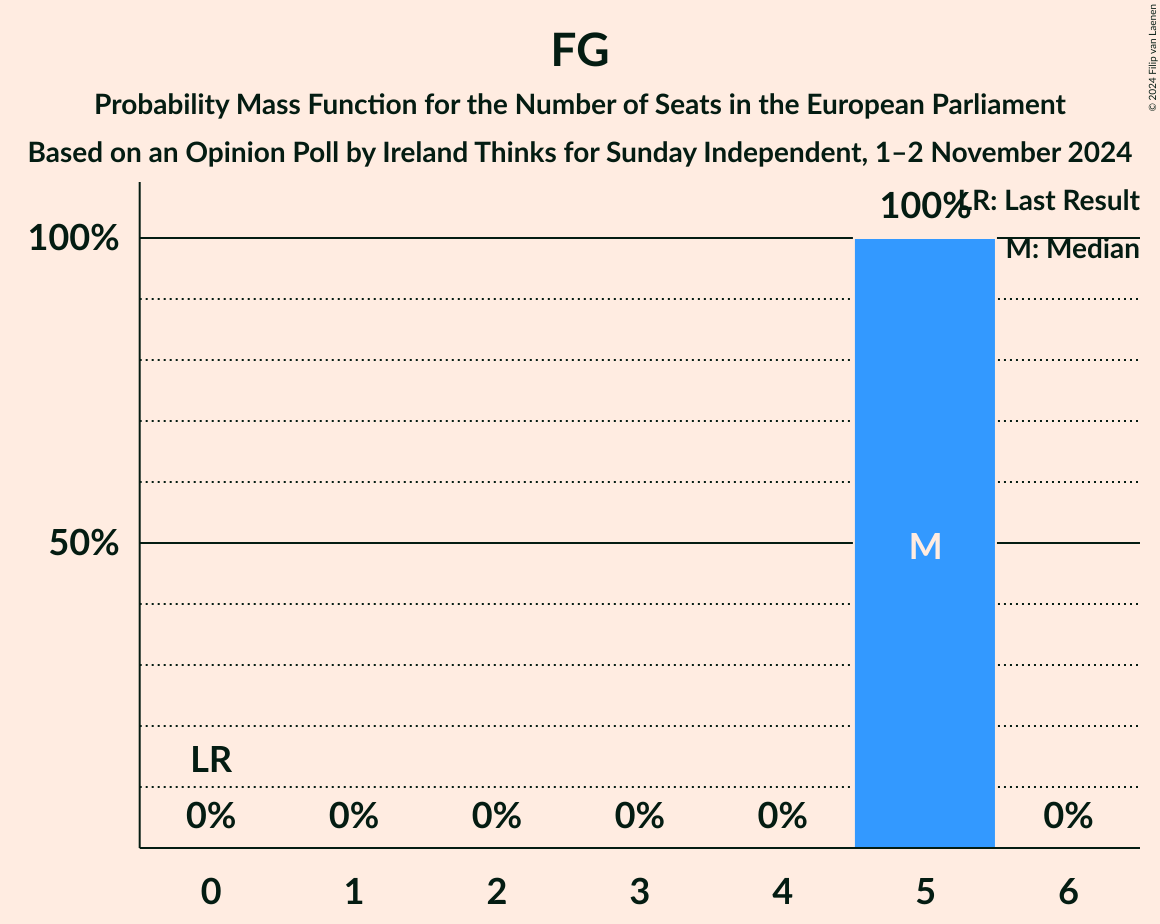 FG
Probability Mass Function for the Number of Seats in the European Parliament
Based on an Opinion Poll by Ireland Thinks for Sunday Independent, 1–2 November 2024
© 2024 Filip van Laenen
LR: Last Result
M: Median
100%
100%
50%
M
LR
0% 0% 0% 0% 0% 0%
0 1 2 3 4 5 6